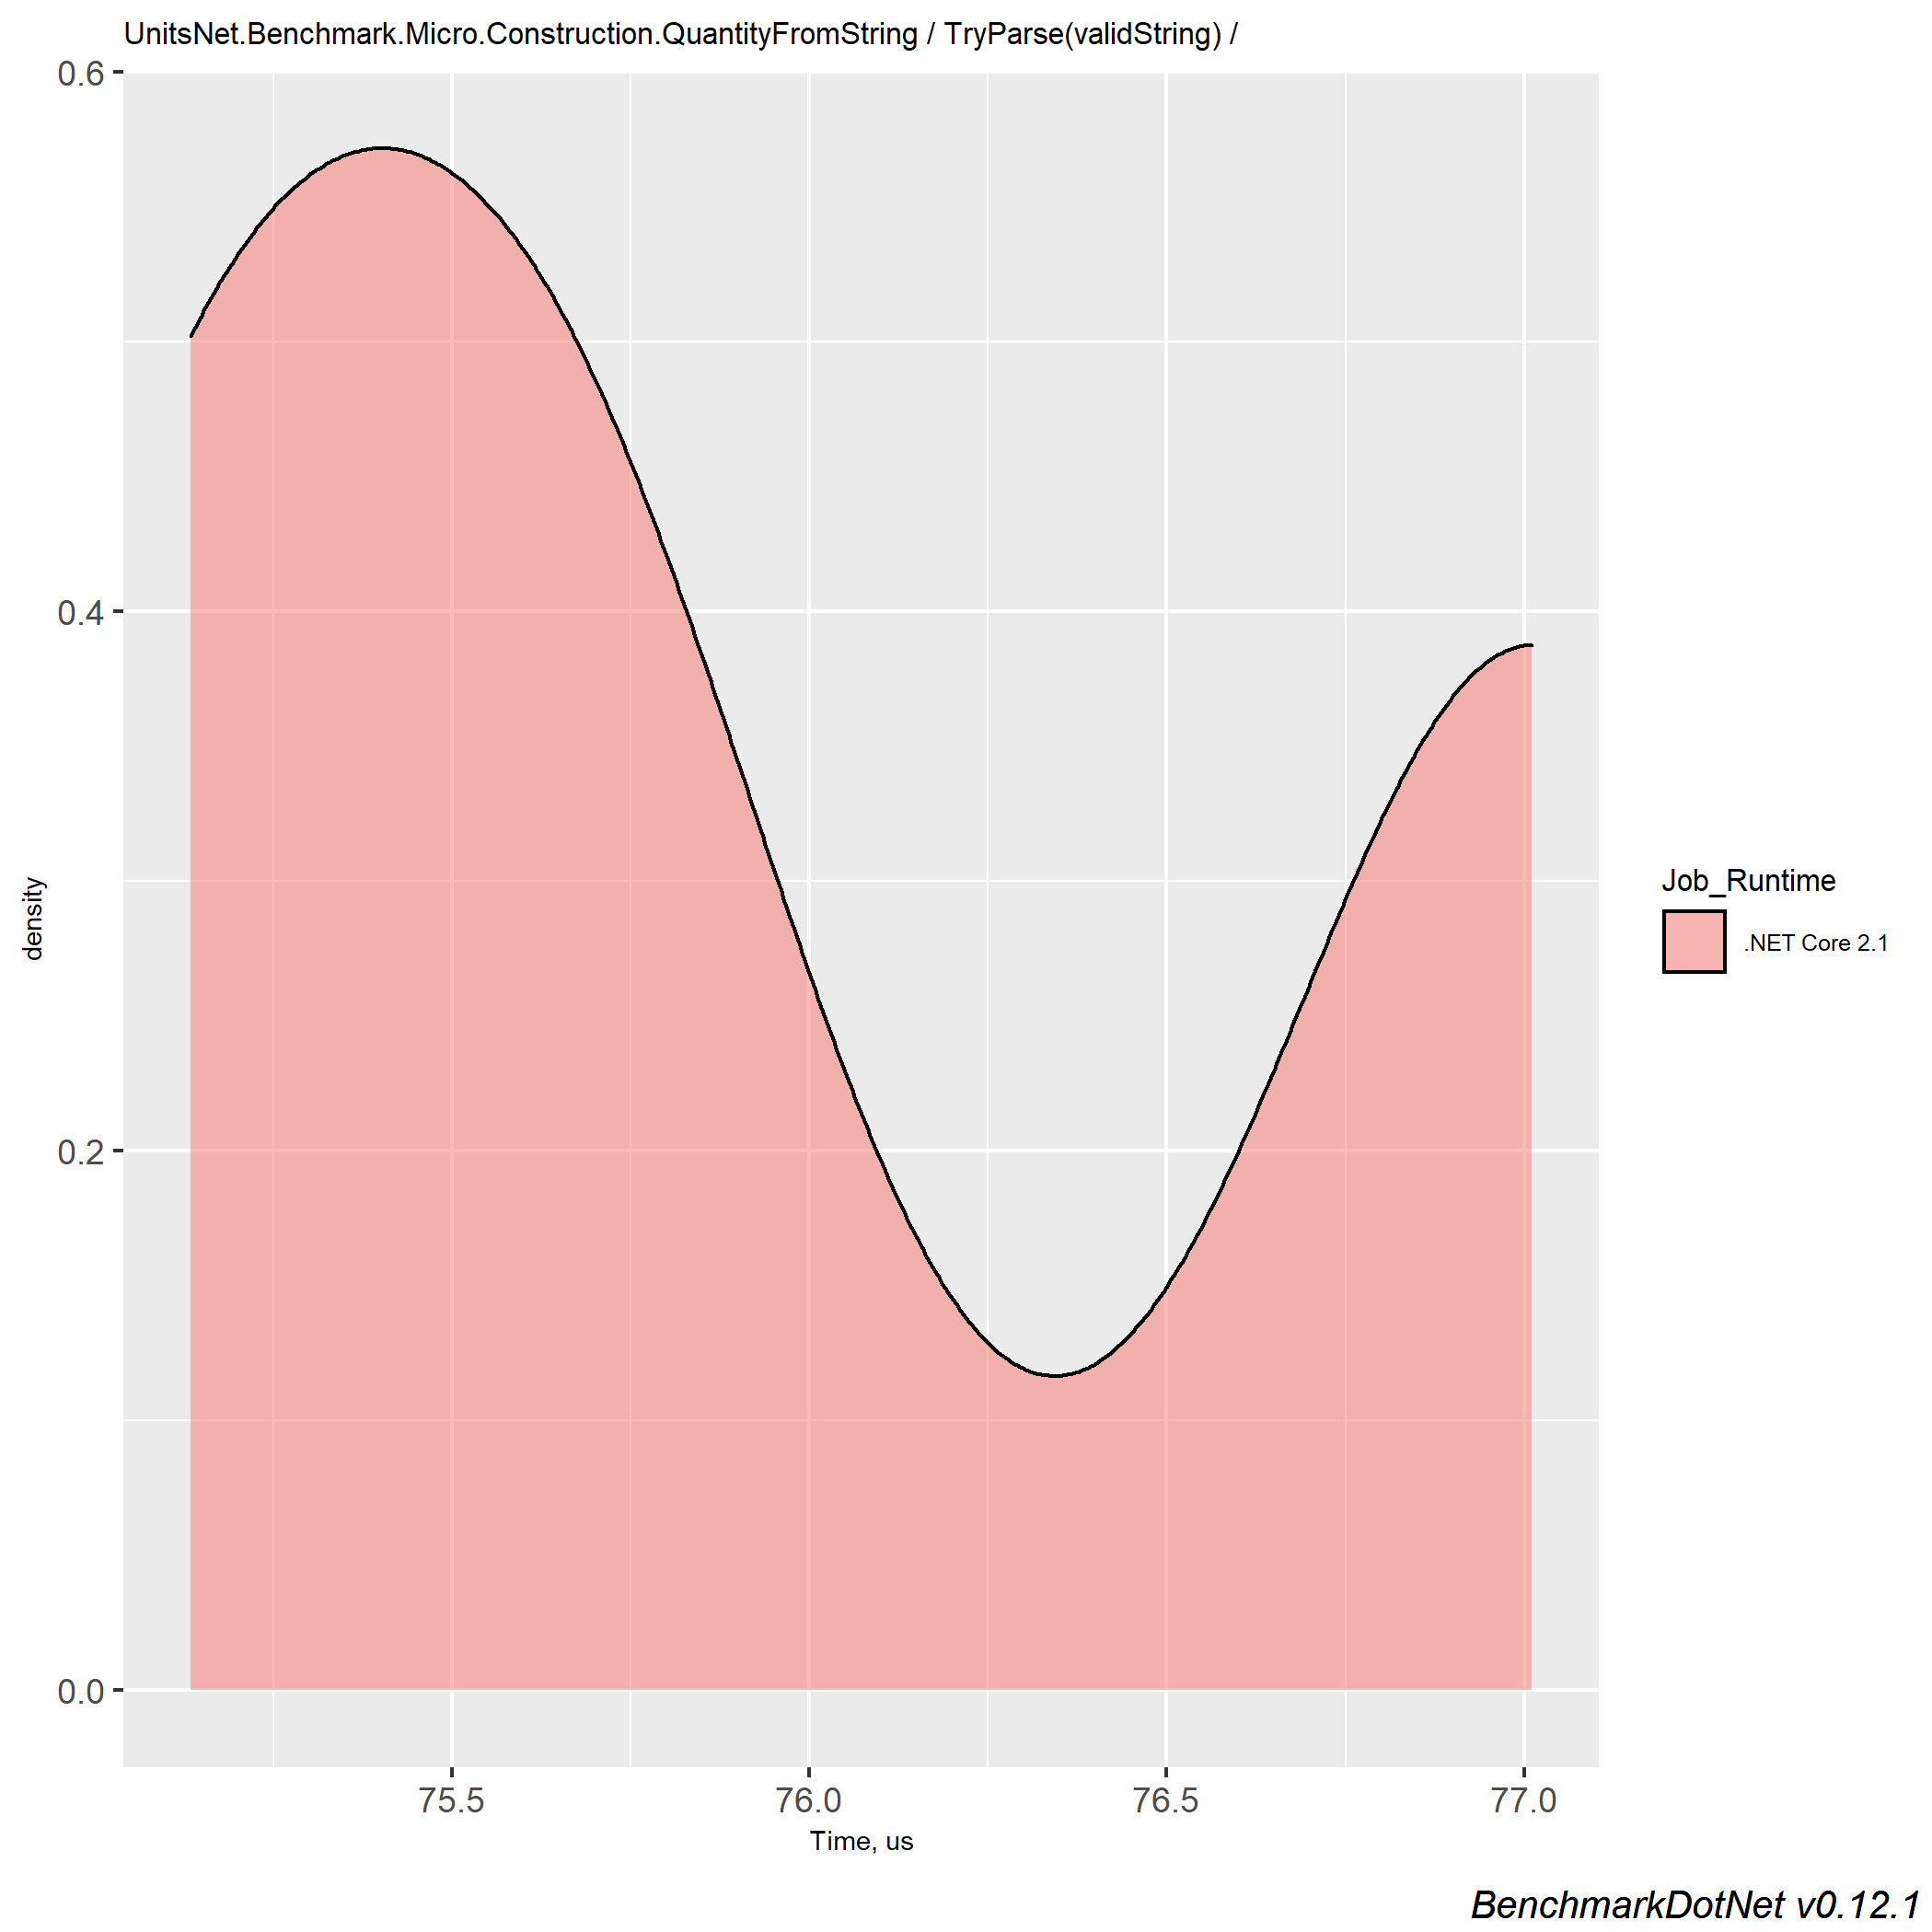 UnitsNet.Benchmark.Micro.Construction.QuantityFromString / TryParse(validString) /
0.6
0.4
0.2
0.0
density
75.5 76.0 76.5 77.0
Time, us
Job_Runtime
.NET Core 2.1
BenchmarkDotNet v0.12.1